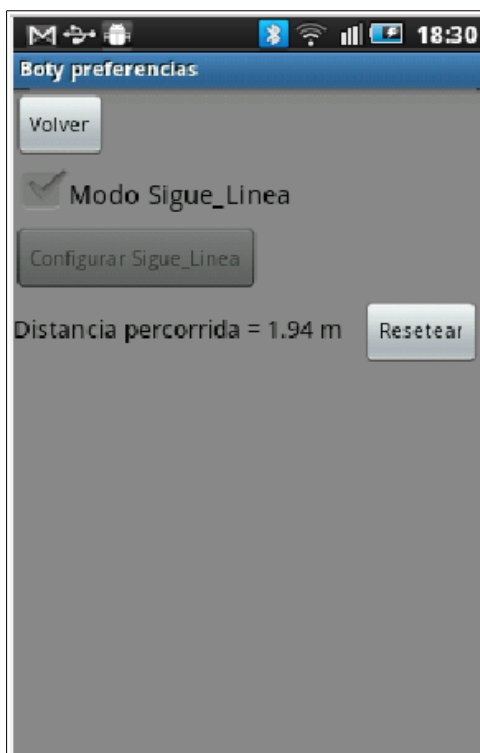 18:30
Boty preferencias
Volver
Modo Sigue_Linea
Configurar Sigue_Linea
Distancia percorrida = 1.94 m
Resetear